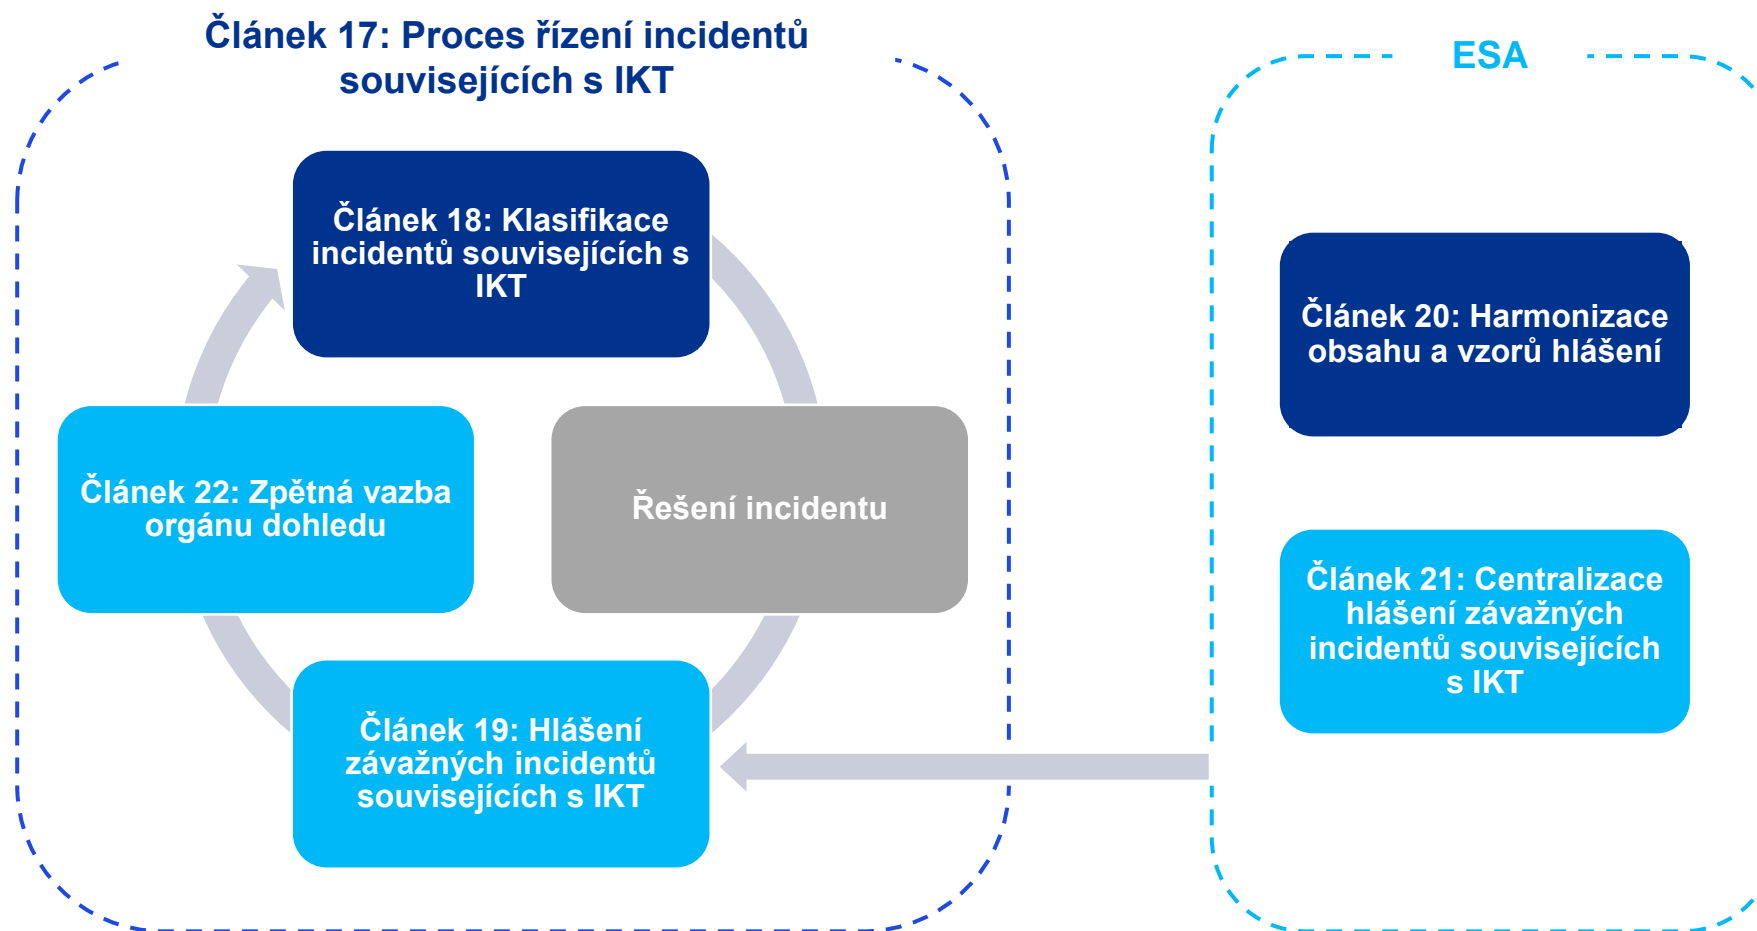 Článek 17: Proces řízení incidentů
souvisejících s IKT
Článek 18: Klasifikace
incidentů souvisejících s
IKT
Článek 22: Zpětná vazba
orgánu dohledu
Řešení incidentu
Článek 19: Hlášení
závažných incidentů
souvisejících s IKT
ESA
Článek 20: Harmonizace
obsahu a vzorů hlášení
Článek 21: Centralizace
hlášení závažných
incidentů souvisejících
s IKT